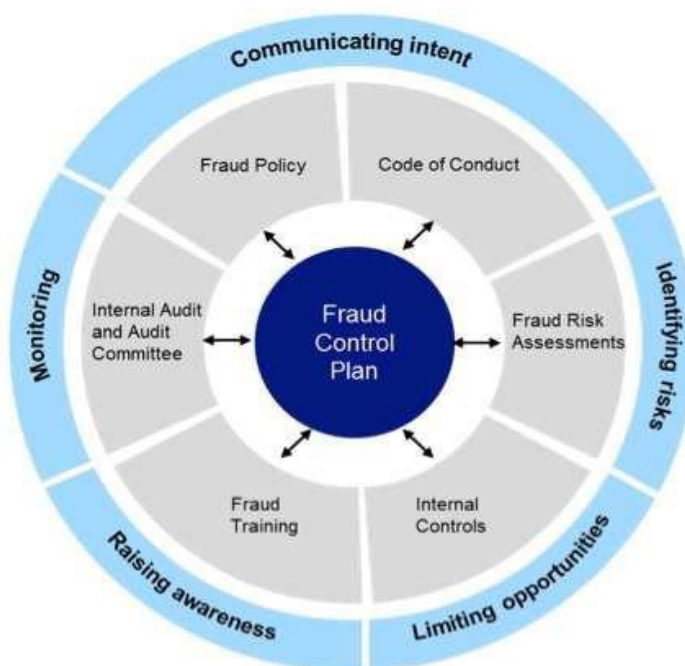 Communicating intent
Fraud Policy
Code of Conduct
Monitoring
Internal Audit
and Audit
Committee
Fraud
Control
Plan
Fraud Risk
Assessments
Identifying risks
Fraud
Training
Internal
Controls
Raising awareness
Limiting opportunities